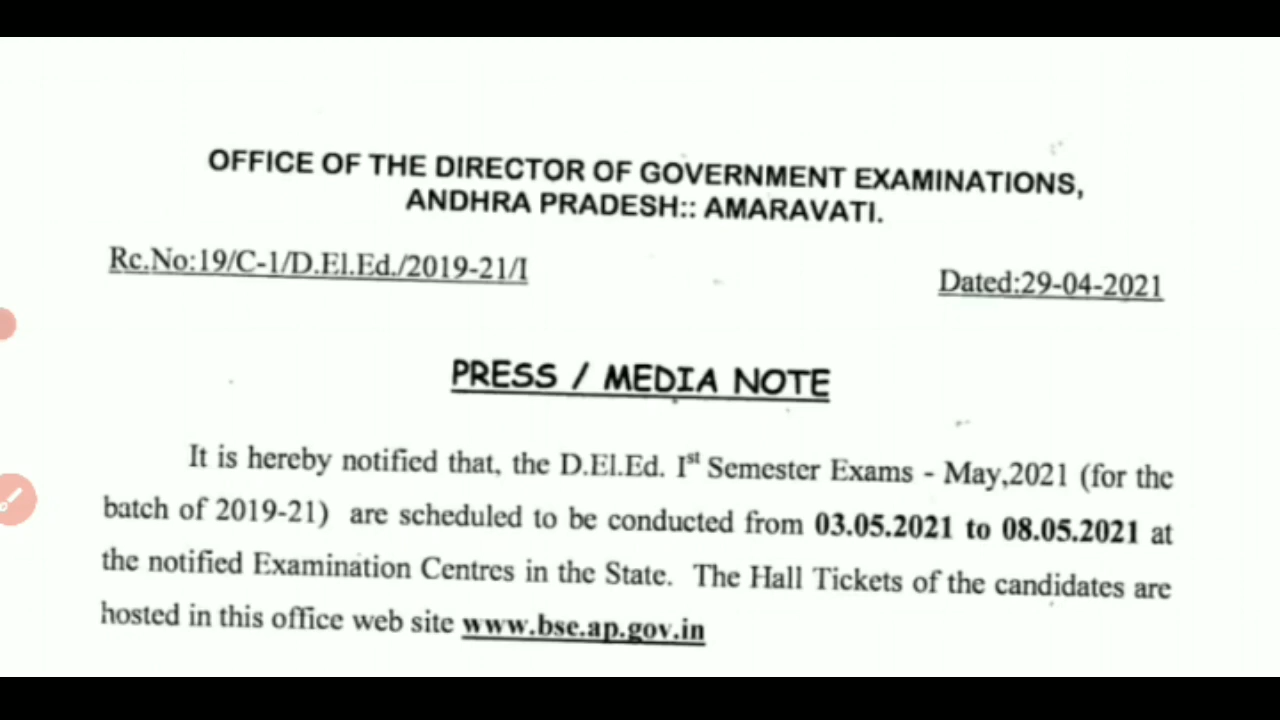 OFFICE OF THE DIRECTOR OF GOVERNMENT EXAMINATIONS,
ANDHRA PRADESH:: AMARAVATI.
Rc.No:19/C-1/D.El.Ed./2019-21/I
Dated:29-04-2021
PRESS / MEDIA NOTE
It is hereby notified that, the D.El.Ed. Ist Semester Exams - May,2021 (for the
batch of 2019-21) are scheduled to be conducted from 03.05.2021 to 08.05.2021 at
the notified Examination Centres in the State. The Hall Tickets of the candidates are
hosted in this office web site www.bse.ap.gov.in